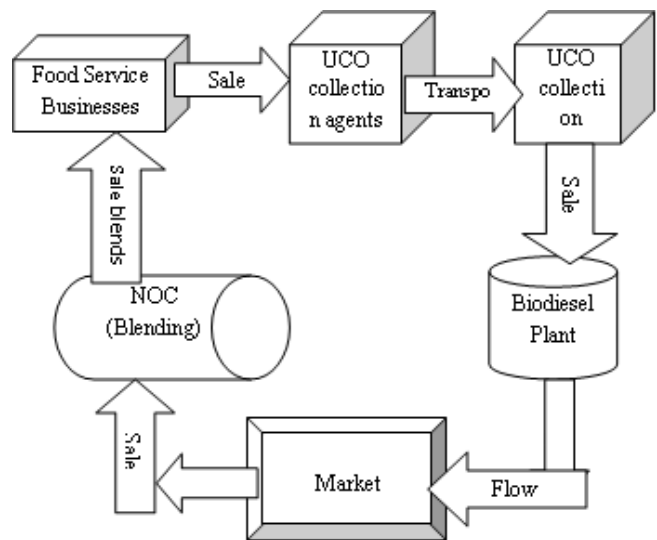 Food Service
Businesses
Sale
UCO
collectio
n agents
Transpo
UCO
collecti
on
Sale
Biodiesel
Plant
Flow
Market
Sale
NOC
(Blending)
Sale blends